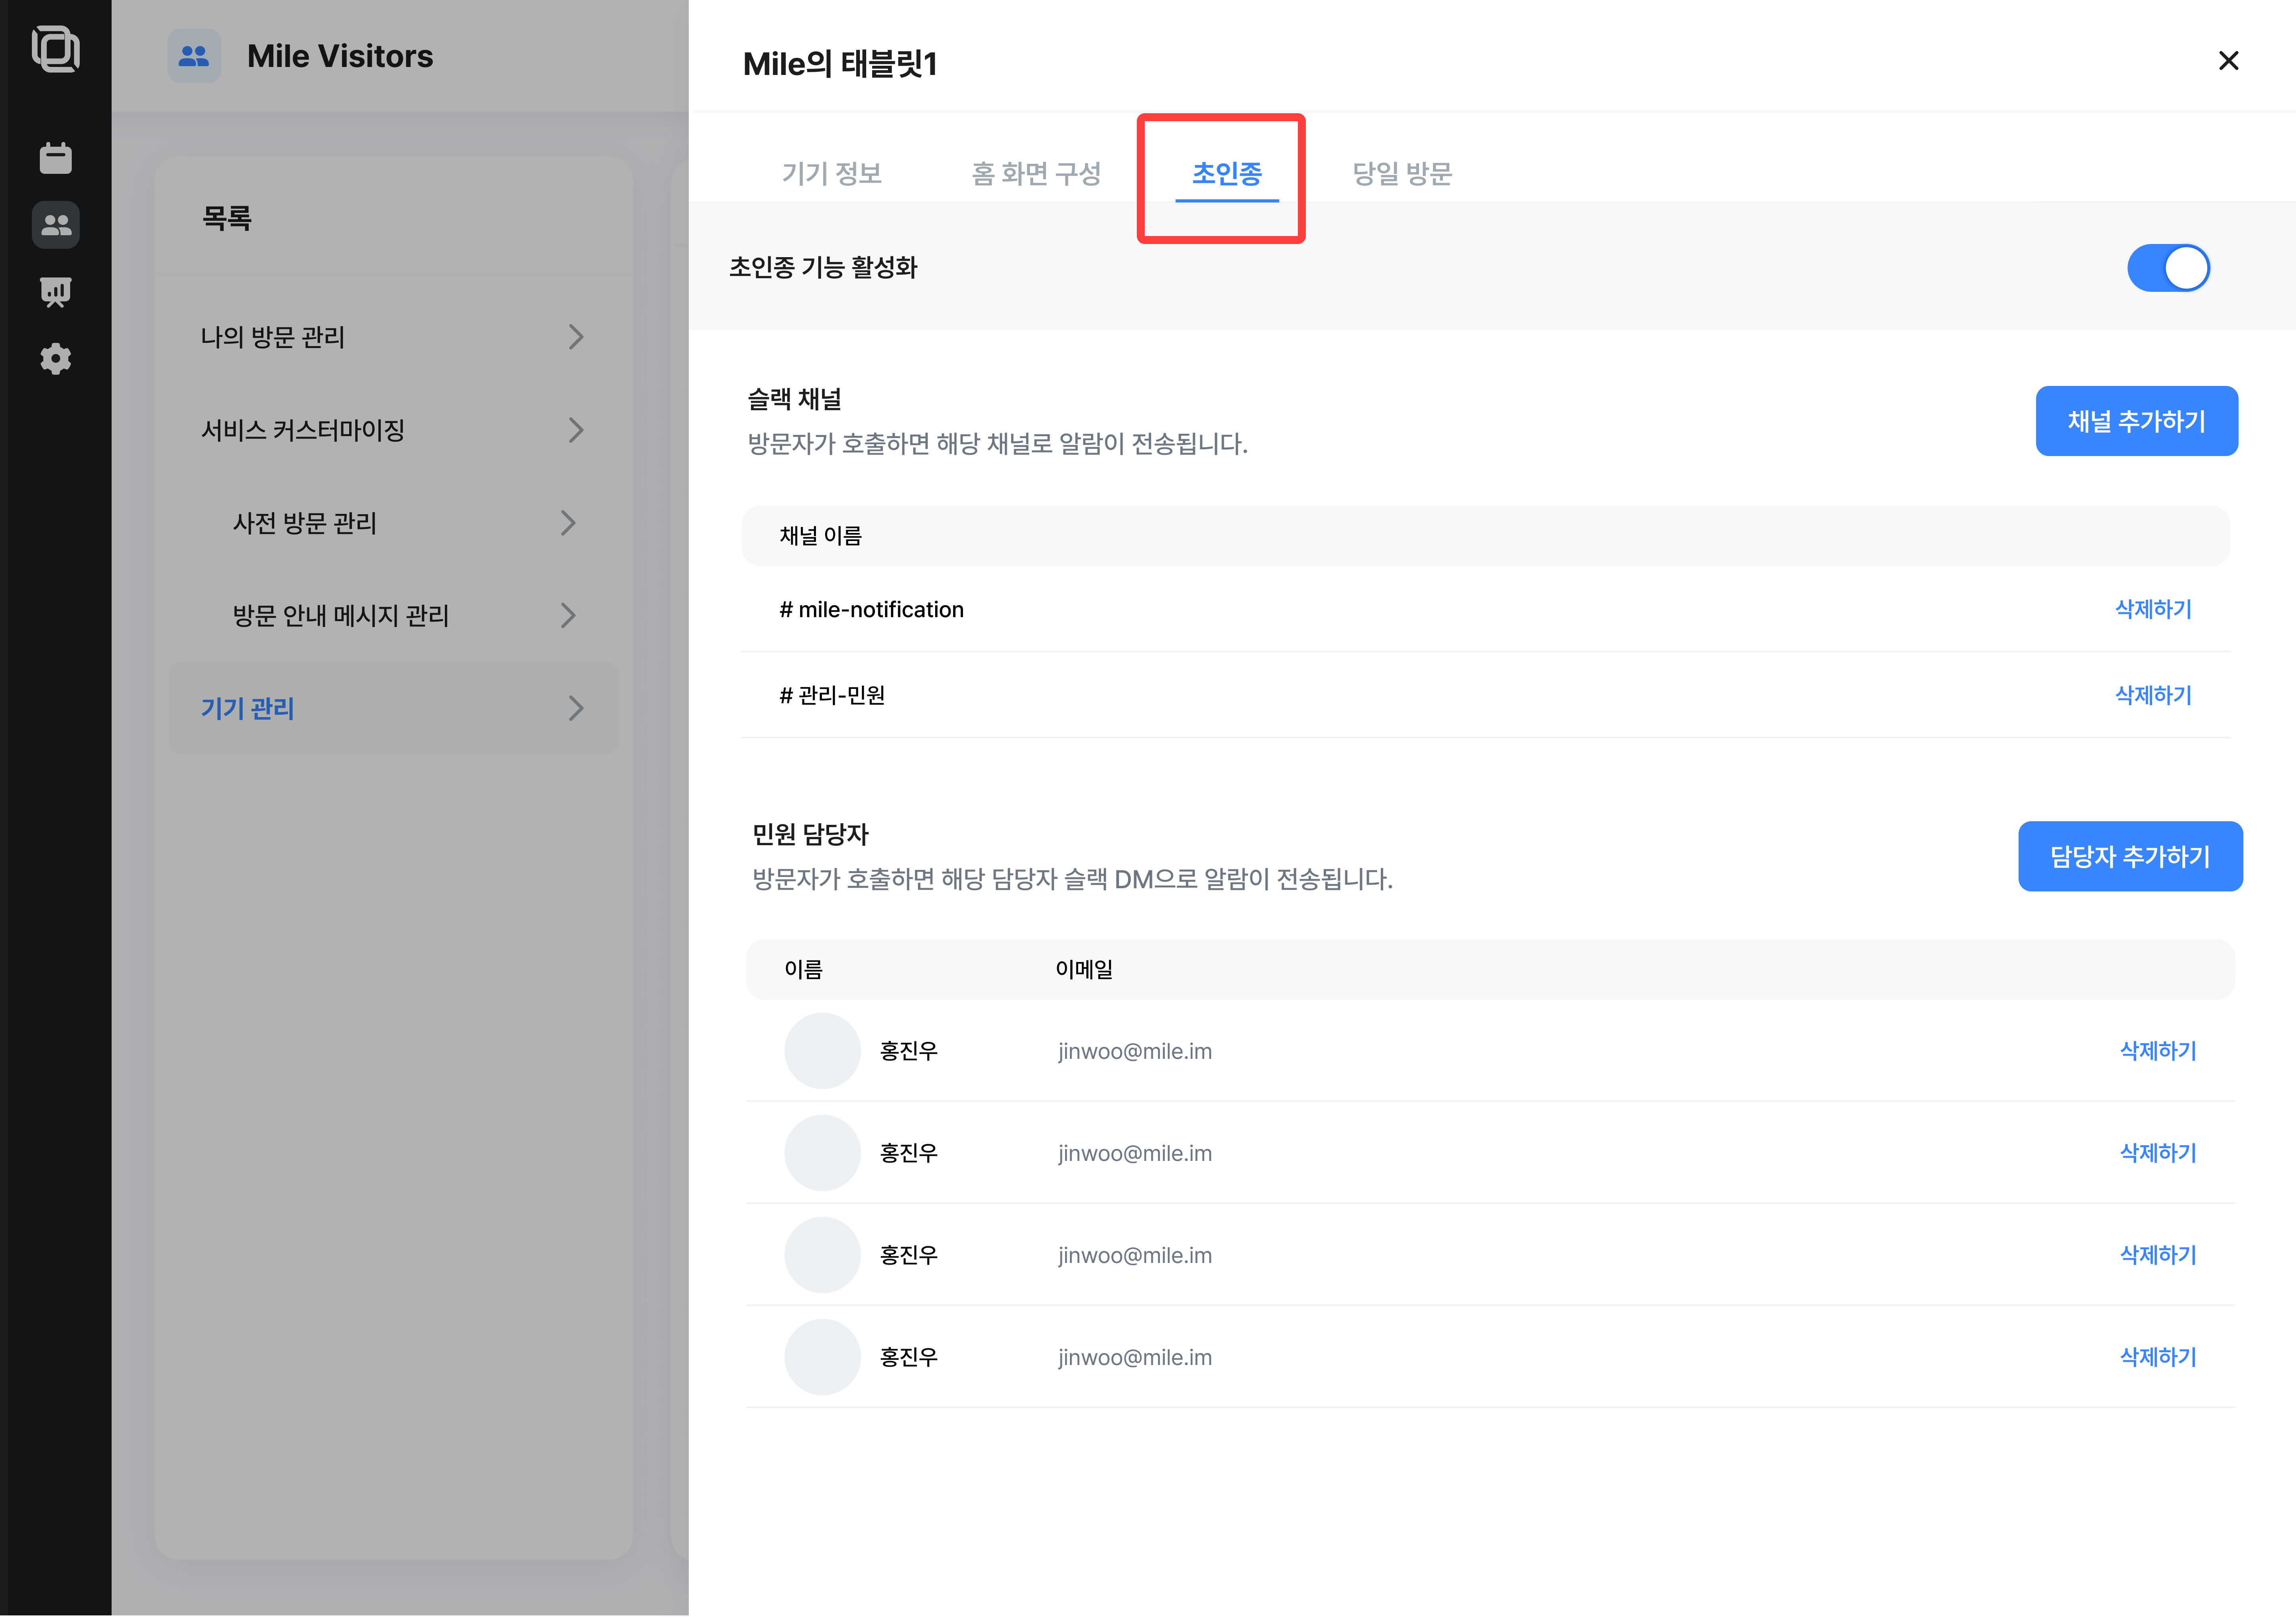 Mile Visitors
목록
나의 방문 관리
서비스 커스터마이징
사전 방문 관리
방문 안내 메시지 관리
기기 관리
Mile의 태블릿1
기기 정보 홈 화면 구성 초인종 당일 방문
초인종 기능 활성화
슬랙 채널
방문자가 호출하면 해당 채널로 알람이 전송됩니다.
채널 추가하기
채널 이름
# mile-notification 삭제하기
# 관리-민원 삭제하기
민원 담당자
방문자가 호출하면 해당 담당자 슬랙 DM으로 알람이 전송됩니다.
담당자 추가하기
이름 이메일
홍진우 jinwoo@mile.im 삭제하기
홍진우 jinwoo@mile.im 삭제하기
홍진우 jinwoo@mile.im 삭제하기
홍진우 jinwoo@mile.im 삭제하기